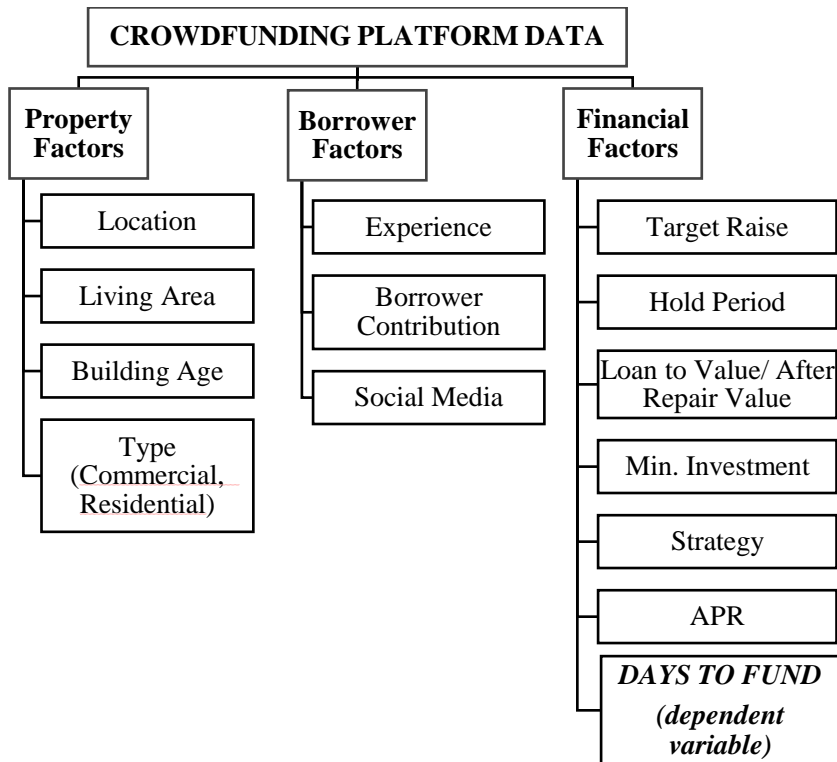 CROWDFUNDING PLATFORM DATA
Property
Factors
Location
Living Area
Building Age
Type
(Commercial,
Residential)
Borrower
Factors
Experience
Borrower
Contribution
Social Media
Financial
Factors
Target Raise
Hold Period
Loan to Value/ After
Repair Value
Min. Investment
Strategy
APR
DAYS TO FUND
(dependent
variable)